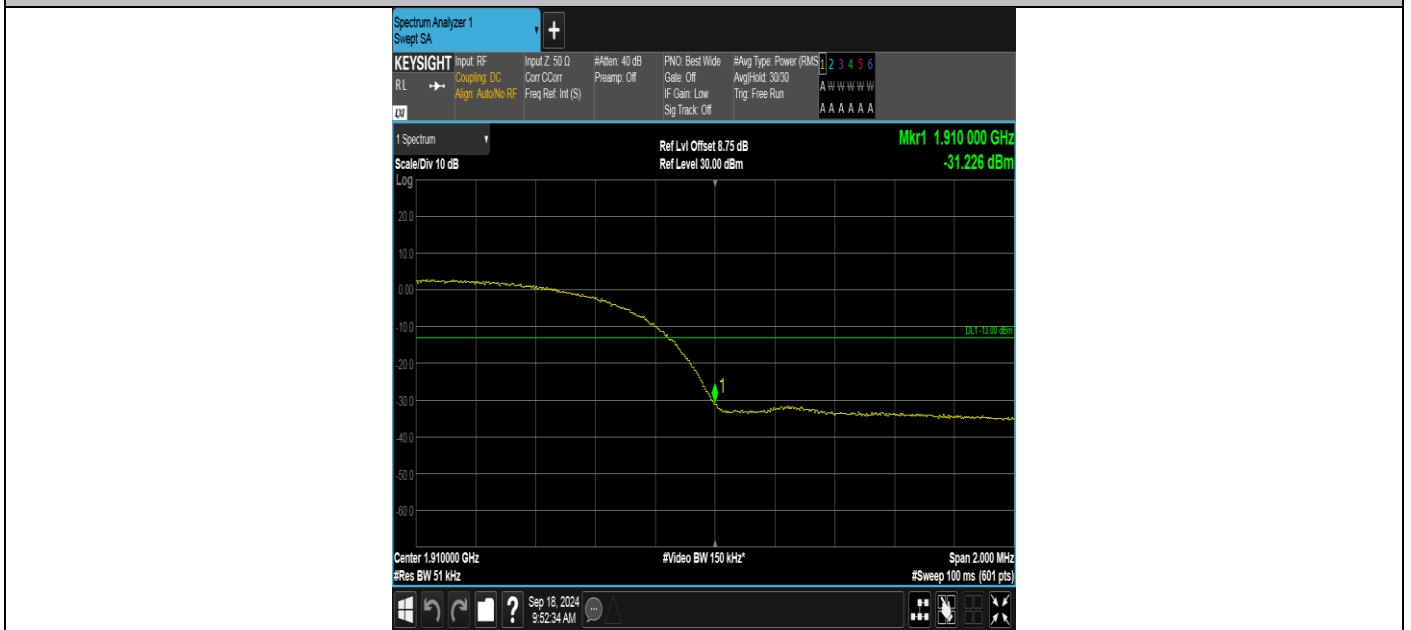 Spectrum Analyzer 1
Swept SA
+
KEYSIGHT
RL
LXI
Input: RF
Coupling: DC
Align: Auto/No RF
Input Z: 50 Ω
Corr CCorr
Freq Ref: Int (S)
#Atten: 40 dB
Preamp: Off
PNO: Best Wide
Gate: Off
IF Gain: Low
Sig Track: Off
#Avg Type: Power (RMS
Avg|Hold: 30/30
Trig: Free Run
1 2 3 4 5 6
A W W W W W
A A A A A A
1 Spectrum
Scale/Div 10 dB
Log
Ref Lvl Offset 8.75 dB
Ref Level 30.00 dBm
Mkr1 1.910 000 GHz
-31.226 dBm
20.0
10.0
0.00
-10.0
DL1 -13.00 dBm
-20.0
1
-30.0
-40.0
-50.0
-60.0
Center 1.910000 GHz
#Video BW 150 kHz*
Span 2.000 MHz
#Res BW 51 kHz
#Sweep 100 ms (601 pts)
?
Sep 18, 2024
9:52:34 AM